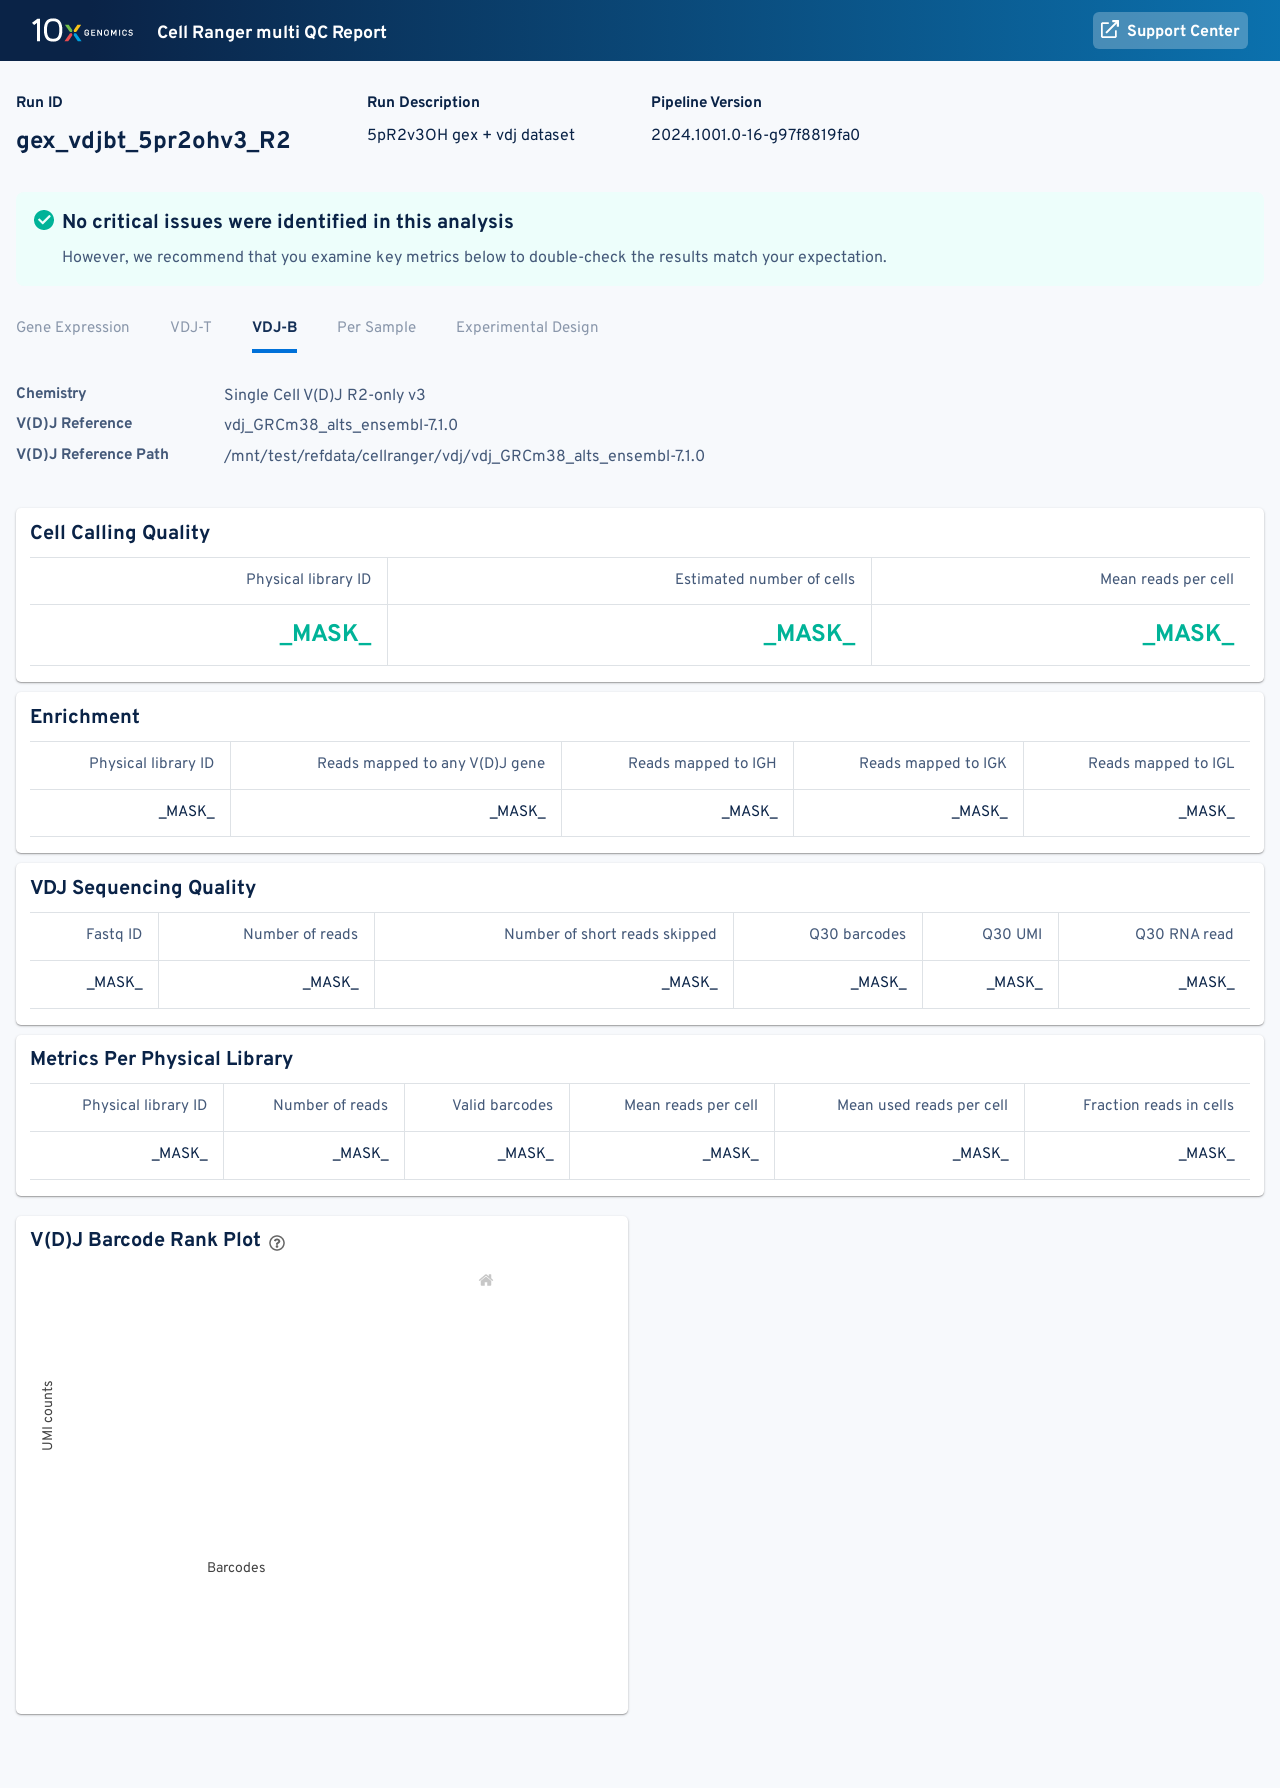 10x GENOMICS Cell Ranger multi QC Report Support Center
Run ID Run Description Pipeline Version
gex_vdjbt_5pr2ohv3_R2 5pR2v3OH gex + vdj dataset 2024.1001.0-16-g97f8819fa0
No critical issues were identified in this analysis
However, we recommend that you examine key metrics below to double-check the results match your expectation.
Gene Expression VDJ-T VDJ-B Per Sample Experimental Design
Chemistry Single Cell V(D)J R2-only v3
V(D)J Reference vdj_GRCm38_alts_ensembl-7.1.0
V(D)J Reference Path /mnt/test/refdata/cellranger/vdj/vdj_GRCm38_alts_ensembl-7.1.0
Cell Calling Quality
Physical library ID Estimated number of cells Mean reads per cell
_MASK_ _MASK_ _MASK_
Enrichment
Physical library ID Reads mapped to any V(D)J gene Reads mapped to IGH Reads mapped to IGK Reads mapped to IGL
_MASK_ _MASK_ _MASK_ _MASK_ _MASK_
VDJ Sequencing Quality
Fastq ID Number of reads Number of short reads skipped Q30 barcodes Q30 UMI Q30 RNA read
_MASK_ _MASK_ _MASK_ _MASK_ _MASK_ _MASK_
Metrics Per Physical Library
Physical library ID Number of reads Valid barcodes Mean reads per cell Mean used reads per cell Fraction reads in cells
_MASK_ _MASK_ _MASK_ _MASK_ _MASK_ _MASK_
V(D)J Barcode Rank Plot ?
UMI counts
Barcodes